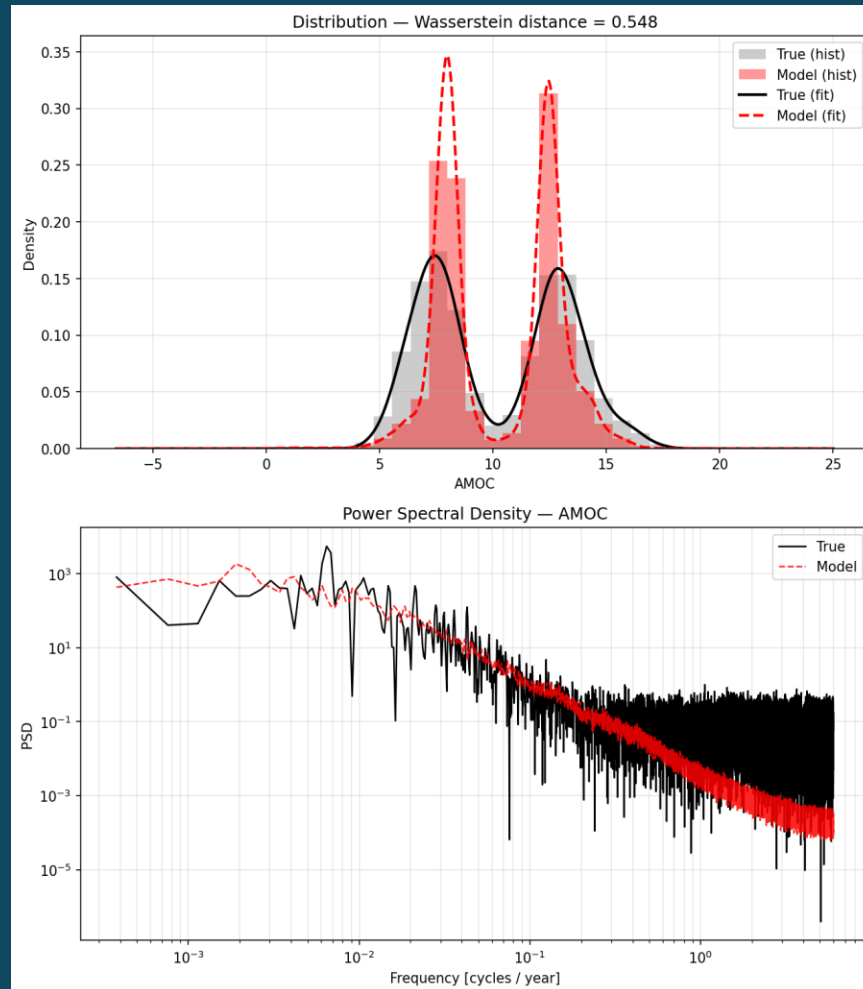 Distribution — Wasserstein distance = 0.548
True (hist)
Model (hist)
True (fit)
Model (fit)
0.35
0.30
0.25
0.20
0.15
0.10
0.05
0.00
Density
−5 0 5 10 15 20 25
AMOC
Power Spectral Density — AMOC
True
Model
10³
10¹
10⁻¹
10⁻³
10⁻⁵
PSD
10⁻³ 10⁻² 10⁻¹ 10⁰
Frequency [cycles / year]